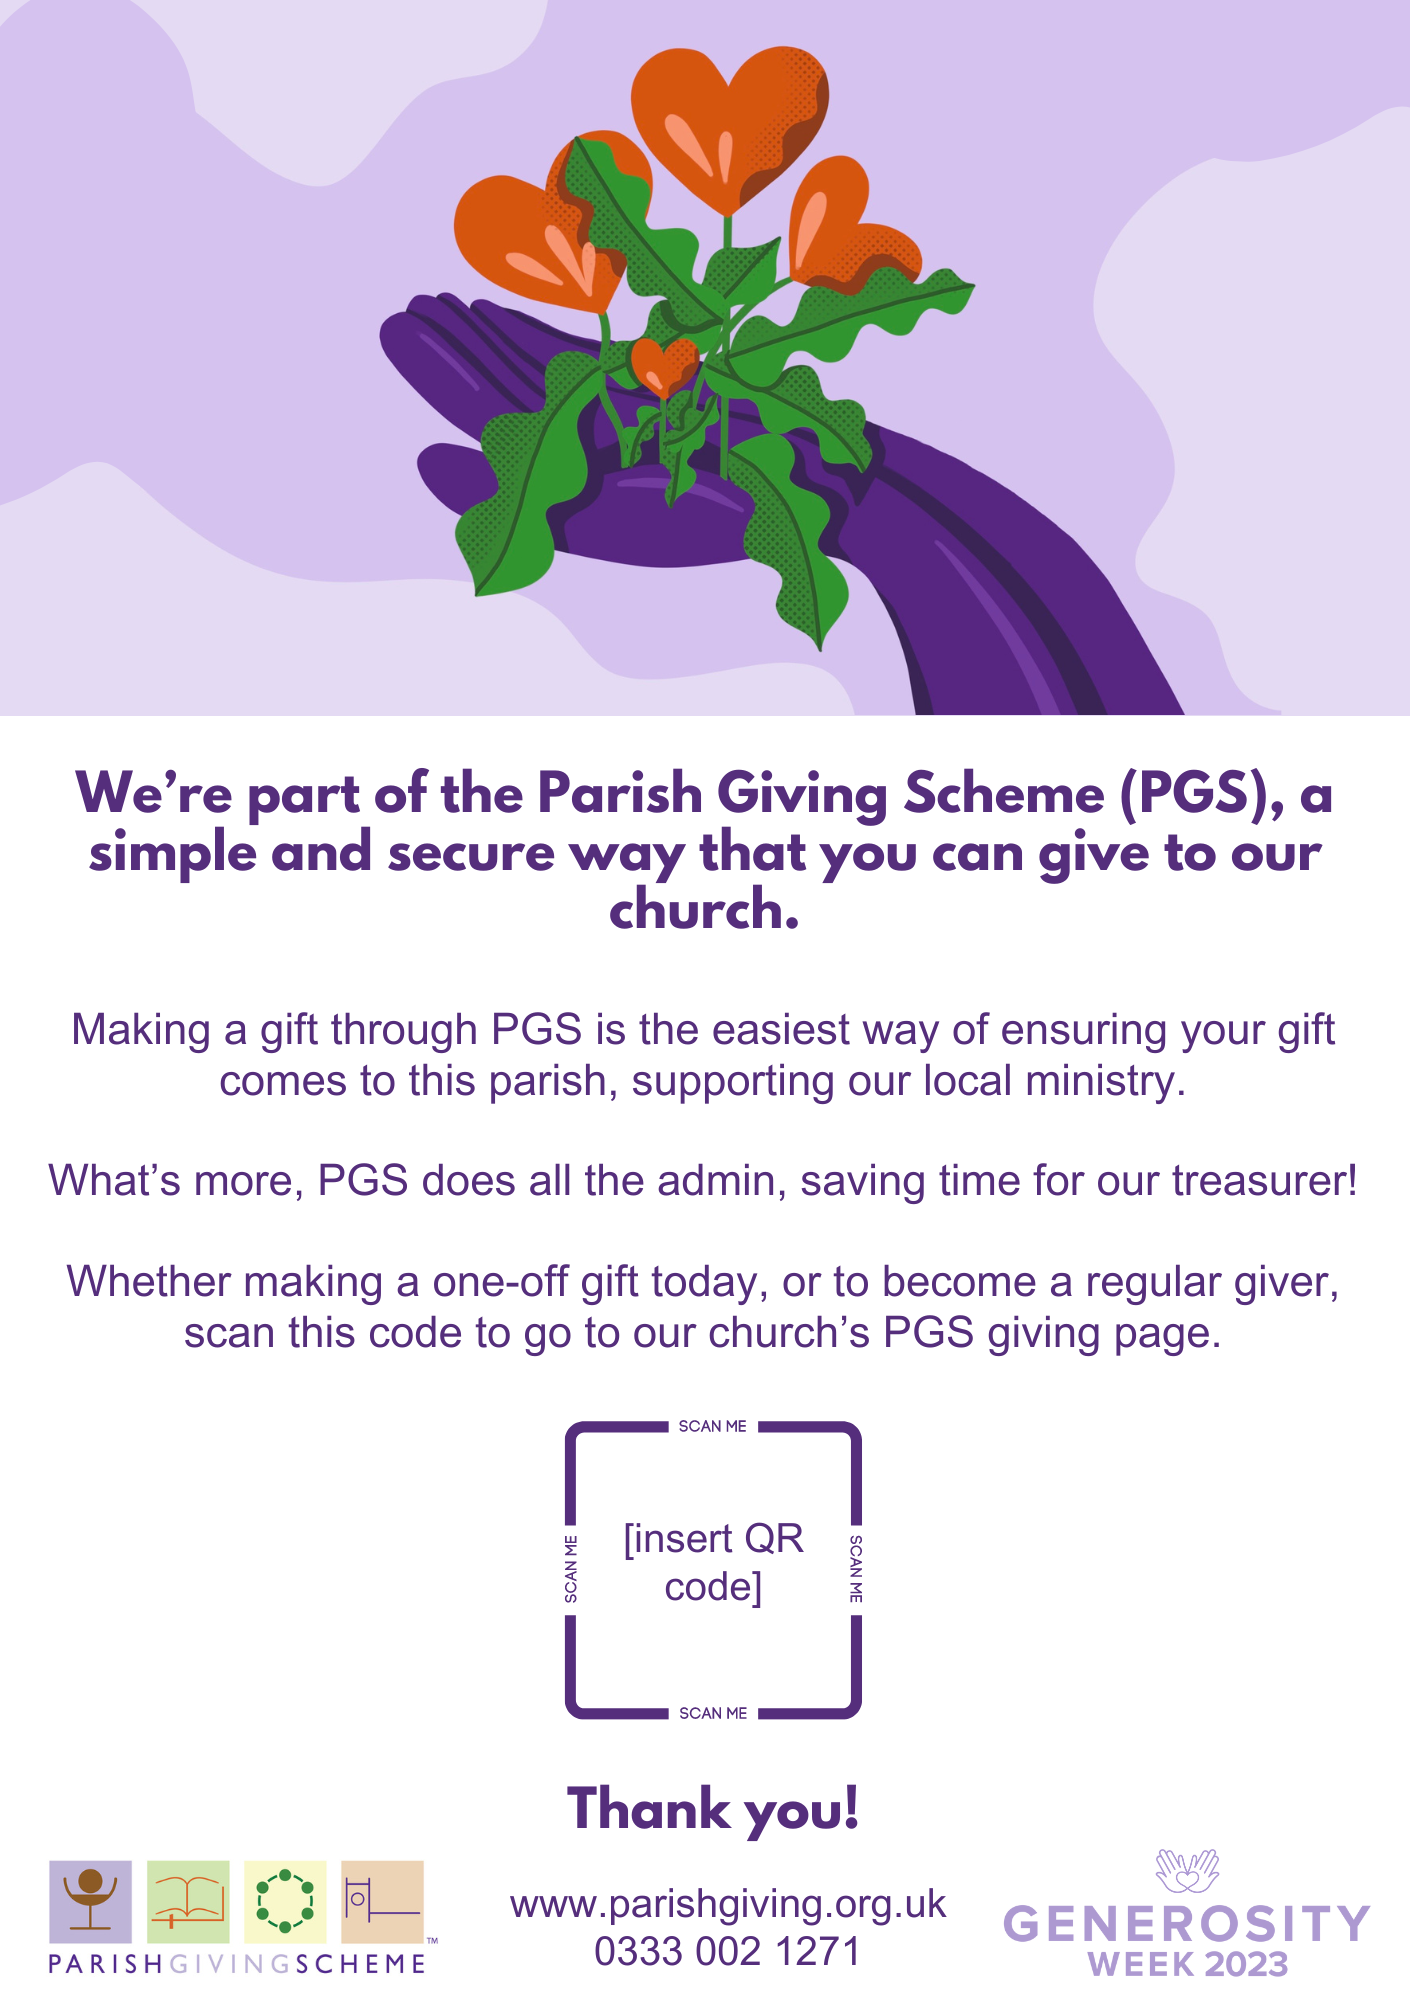 We’re part of the Parish Giving Scheme (PGS), a
simple and secure way that you can give to our
church.
Making a gift through PGS is the easiest way of ensuring your gift
comes to this parish, supporting our local ministry.
What’s more, PGS does all the admin, saving time for our treasurer!
Whether making a one-off gift today, or to become a regular giver,
scan this code to go to our church’s PGS giving page.
SCAN ME
SCAN ME
[insert QR
code]
SCAN ME
SCAN ME
Thank you!
PARISHGIVINGSCHEME™
www.parishgiving.org.uk
0333 002 1271
GENEROSITY
WEEK 2023